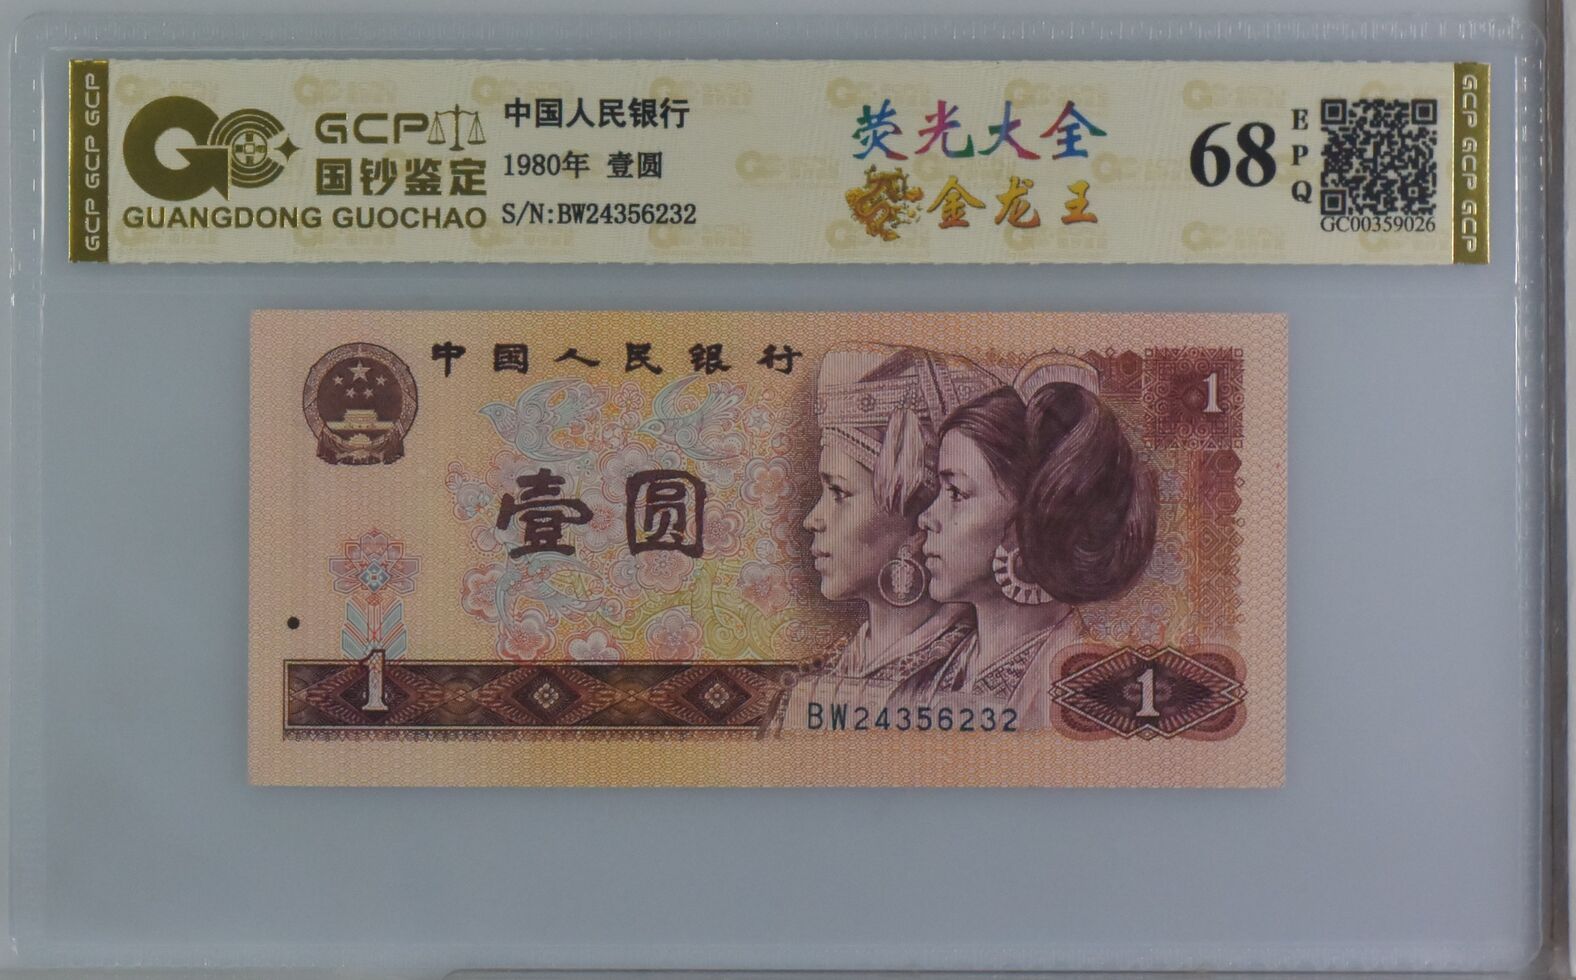 GCP GCP GCP
GCP
国钞鉴定
GUANGDONG GUOCHAO
中国人民银行
1980年 壹圆
S/N:BW24356232
荧光大全
金龙王
68
EPQ
GC00359026
GCP GCP GCP
中国人民银行
1
壹圆
1
1
BW24356232